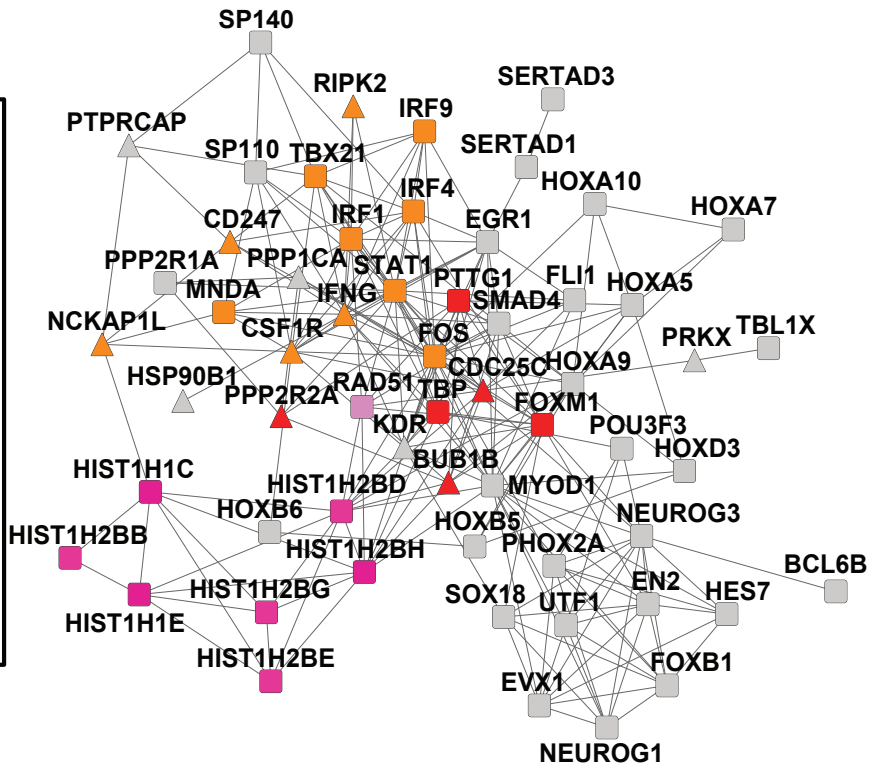 SP140
RIPK2
SERTAD3
IRF9
PTPRCAP
SP110
TBX21
SERTAD1
HOXA10
IRF4
HOXA7
CD247
IRF1
EGR1
PPP2R1A
PPP1CA
STAT1
PTTG1
FLI1
HOXA5
MNDA
IFNG
SMAD4
NCKAP1L
CSF1R
FOS
PRKX
TBL1X
CDC25C
HOXA9
HSP90B1
PPP2R2A
RAD51
TBP
FOXM1
KDR
POU3F3
HOXD3
BUB1B
HIST1H1C
HIST1H2BD
MYOD1
HOXB6
HOXB5
NEUROG3
HIST1H2BB
HIST1H2BH
PHOX2A
BCL6B
HIST1H2BG
SOX18
UTF1
EN2
HES7
HIST1H1E
HIST1H2BE
FOXB1
EVX1
NEUROG1